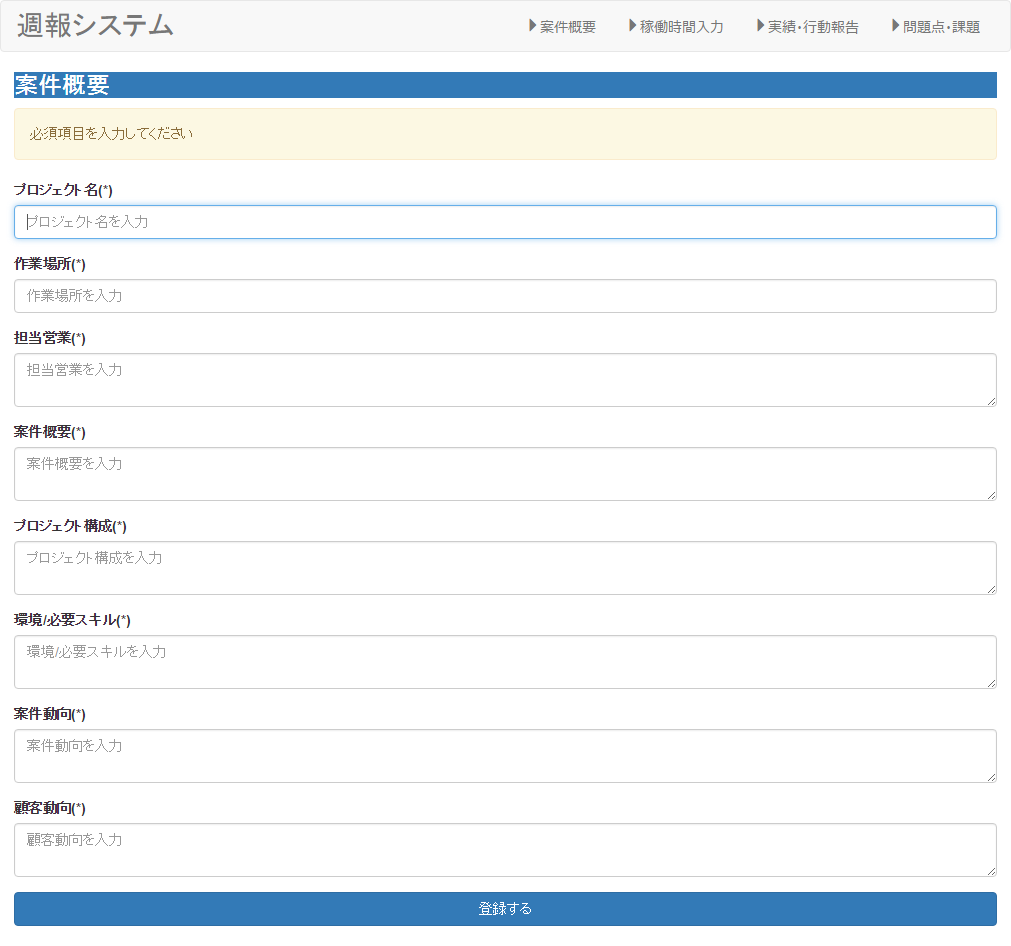 週報システム
案件概要 稼働時間入力 実績･行動報告 問題点･課題
案件概要
必須項目を入力してください
プロジェクト名(*)
プロジェクト名を入力
作業場所(*)
作業場所を入力
担当営業(*)
担当営業を入力
案件概要(*)
案件概要を入力
プロジェクト構成(*)
プロジェクト構成を入力
環境/必要スキル(*)
環境/必要スキルを入力
案件動向(*)
案件動向を入力
顧客動向(*)
顧客動向を入力
登録する